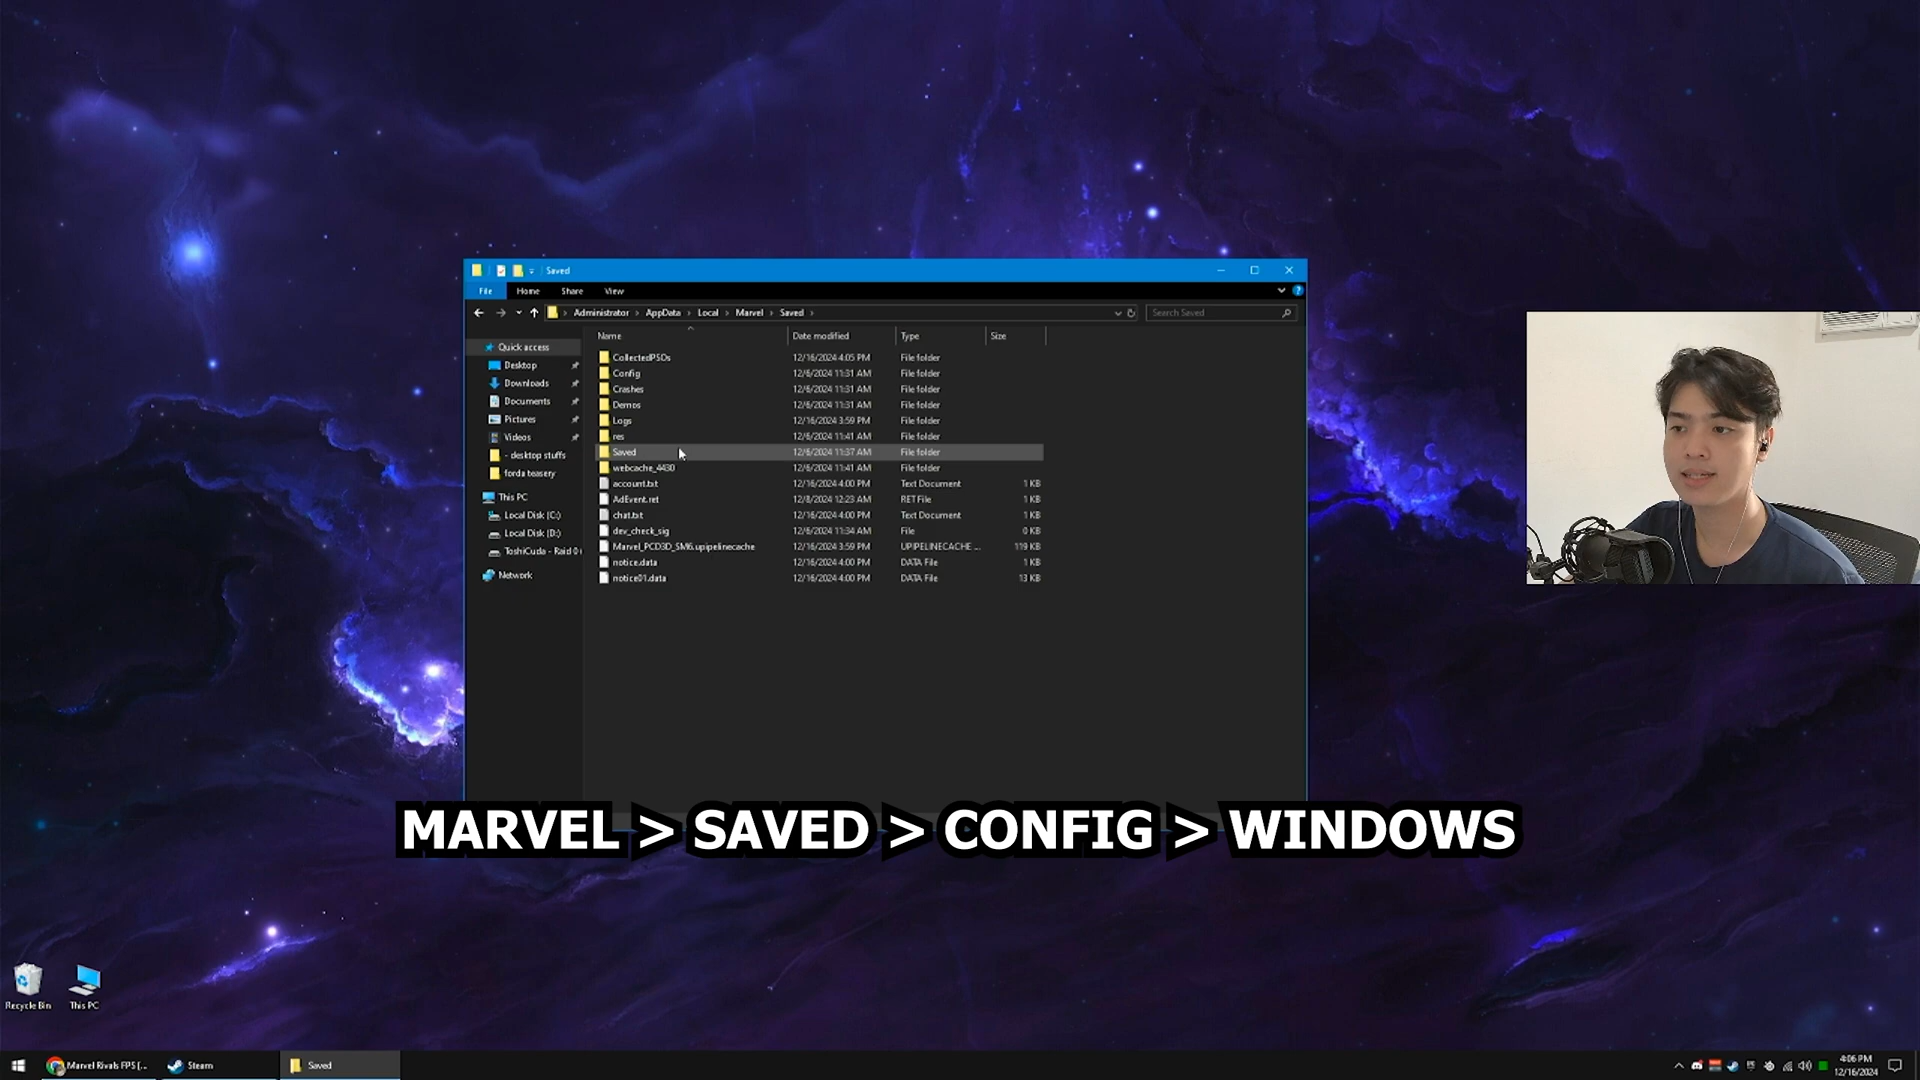 Saved
File Home Share View
Administrator > AppData > Local > Marvel > Saved >
Search Saved
Name Date modified Type Size
Quick access
Desktop
Downloads
Documents
Pictures
Videos
- desktop stuffs
forda teasery
This PC
Local Disk (C:)
Local Disk (D:)
ToshiCuda - Raid 0 (
Network
CollectedPSOs 12/16/2024 4:05 PM File folder
Config 12/6/2024 11:31 AM File folder
Crashes 12/6/2024 11:31 AM File folder
Demos 12/6/2024 11:31 AM File folder
Logs 12/16/2024 3:59 PM File folder
res 12/6/2024 11:41 AM File folder
Saved 12/6/2024 11:37 AM File folder
webcache_4430 12/6/2024 11:41 AM File folder
account.txt 12/16/2024 4:00 PM Text Document 1 KB
AdEvent.ret 12/8/2024 12:23 AM RET File 1 KB
chat.txt 12/16/2024 4:00 PM Text Document 1 KB
dev_check_sig 12/6/2024 11:34 AM File 0 KB
Marvel_PCD3D_SM6.upipelinecache 12/16/2024 3:59 PM UPIPELINECACHE ... 119 KB
notice.data 12/16/2024 4:00 PM DATA File 1 KB
notice01.data 12/16/2024 4:00 PM DATA File 13 KB
MARVEL > SAVED > CONFIG > WINDOWS
Recycle Bin
This PC
Marvel Rivals FPS [...
Steam
Saved
4:06 PM
12/16/2024